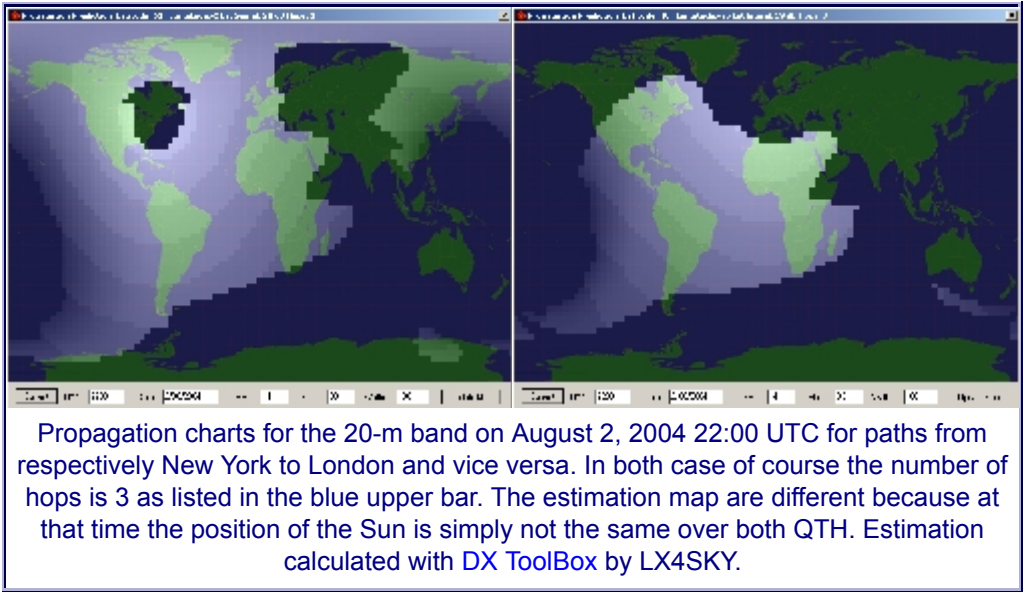 Propagation charts for the 20-m band on August 2, 2004 22:00 UTC for paths from
respectively New York to London and vice versa. In both case of course the number of
hops is 3 as listed in the blue upper bar. The estimation map are different because at
that time the position of the Sun is simply not the same over both QTH. Estimation
calculated with DX ToolBox by LX4SKY.